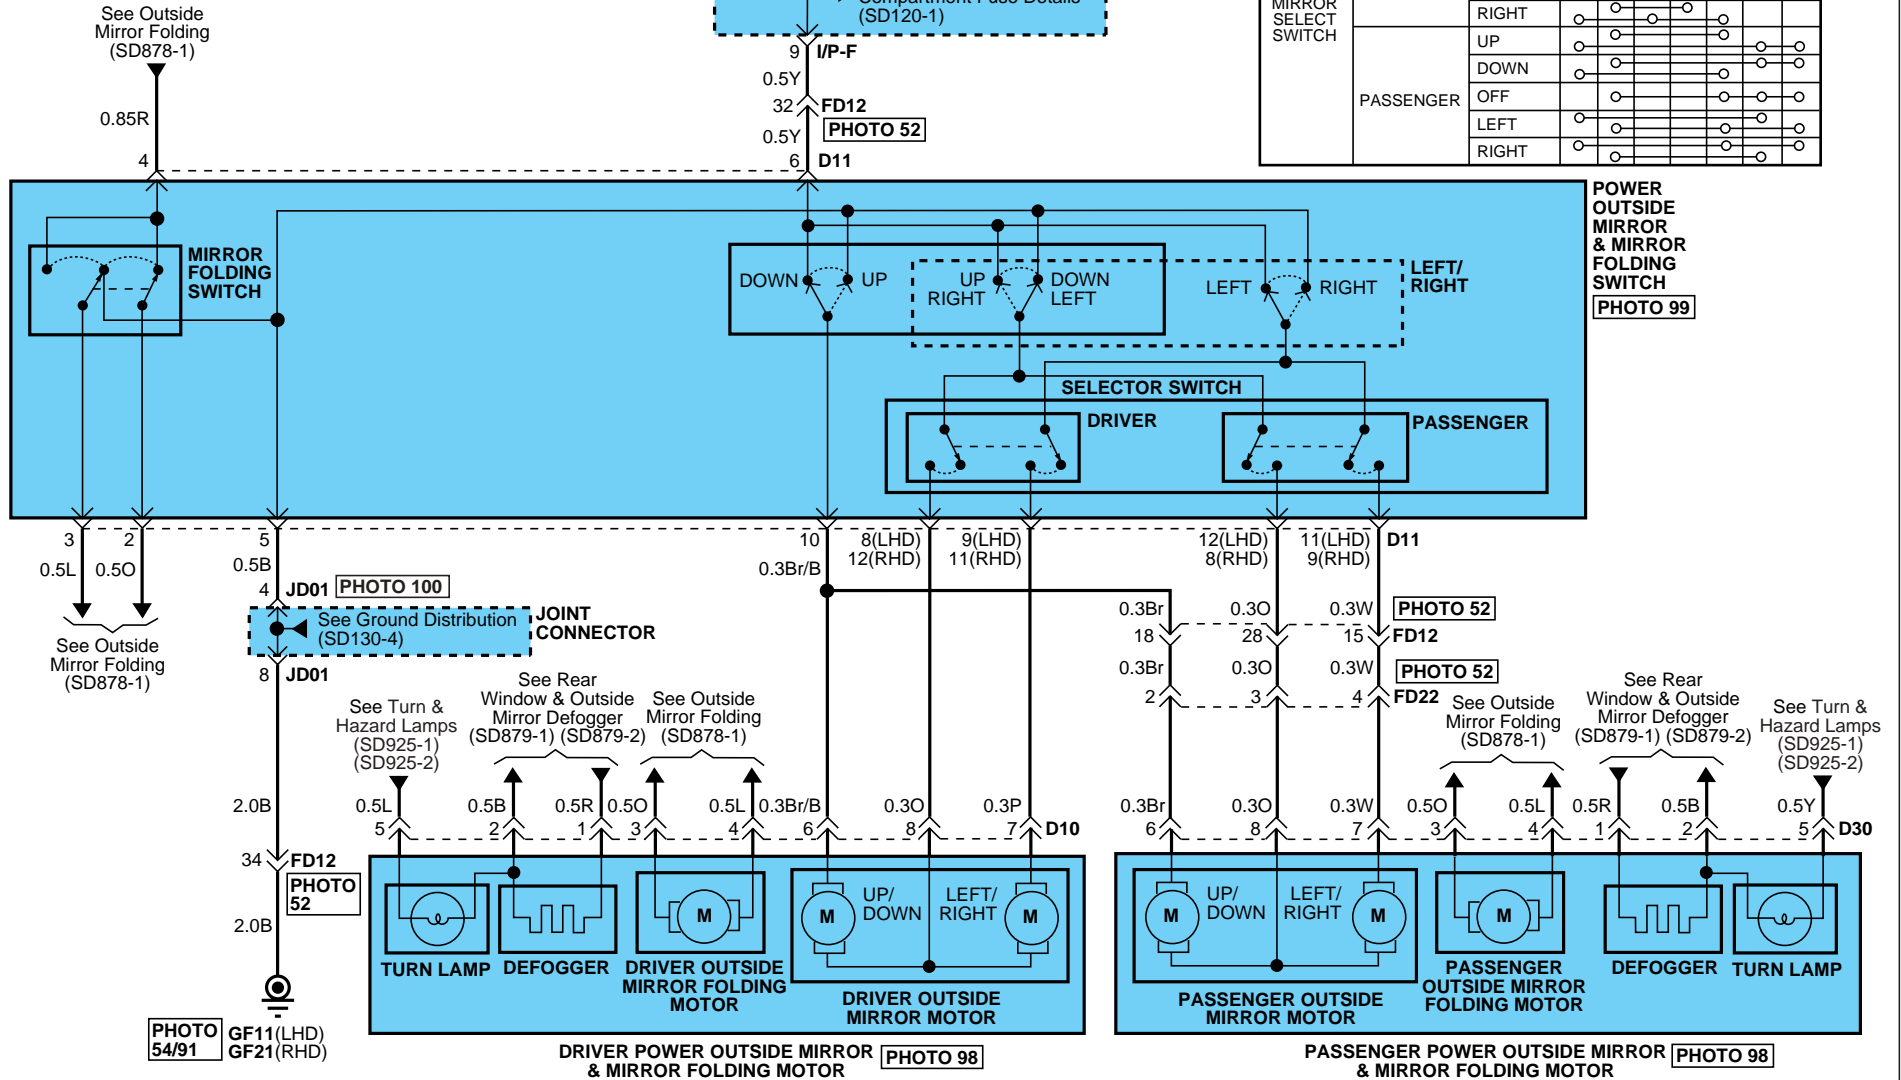 See Outside
Mirror Folding
(SD878-1)
0.85R
4
Compartment Fuse Details
(SD120-1)
9 I/P-F
0.5Y
32 FD12
0.5Y PHOTO 52
6 D11
MIRROR
SELECT
SWITCH
RIGHT
PASSENGER
UP
DOWN
OFF
LEFT
RIGHT
POWER
OUTSIDE
MIRROR
& MIRROR
FOLDING
SWITCH
PHOTO 99
MIRROR
FOLDING
SWITCH
DOWN UP
UP DOWN
RIGHT LEFT
LEFT RIGHT
LEFT/
RIGHT
SELECTOR SWITCH
DRIVER
PASSENGER
3 2 5 10 8(LHD) 9(LHD) 12(LHD) 11(LHD) D11
12(RHD) 11(RHD) 8(RHD) 9(RHD)
0.5L 0.5O 0.5B 0.3Br/B
4 JD01 PHOTO 100
See Ground Distribution
(SD130-4)
JOINT
CONNECTOR
8 JD01
See Outside
Mirror Folding
(SD878-1)
0.3Br 0.3O 0.3W PHOTO 52
18 28 15 FD12
0.3Br 0.3O 0.3W PHOTO 52
2 3 4 FD22
See Turn &
Hazard Lamps
(SD925-1)
(SD925-2)
See Rear
Window & Outside
Mirror Defogger
(SD879-1) (SD879-2)
See Outside
Mirror Folding
(SD878-1)
See Outside
Mirror Folding
(SD878-1)
See Rear
Window & Outside
Mirror Defogger
(SD879-1) (SD879-2)
See Turn &
Hazard Lamps
(SD925-1)
(SD925-2)
2.0B 0.5L 0.5B 0.5R 0.5O 0.5L 0.3Br/B 0.3O 0.3P 0.3Br 0.3O 0.3W 0.5O 0.5L 0.5R 0.5B 0.5Y
5 2 1 3 4 6 8 7 D10 6 8 7 3 4 1 2 5 D30
34 FD12
PHOTO
52
2.0B
PHOTO
54/91
GF11(LHD)
GF21(RHD)
TURN LAMP
DEFOGGER
M
DRIVER OUTSIDE
MIRROR FOLDING
MOTOR
M UP/
DOWN
LEFT/
RIGHT
M
DRIVER OUTSIDE
MIRROR MOTOR
DRIVER POWER OUTSIDE MIRROR
& MIRROR FOLDING MOTOR
PHOTO 98
M UP/
DOWN
LEFT/
RIGHT
M
PASSENGER OUTSIDE
MIRROR MOTOR
M
PASSENGER
OUTSIDE MIRROR
FOLDING MOTOR
DEFOGGER
TURN LAMP
PASSENGER POWER OUTSIDE MIRROR
& MIRROR FOLDING MOTOR
PHOTO 98